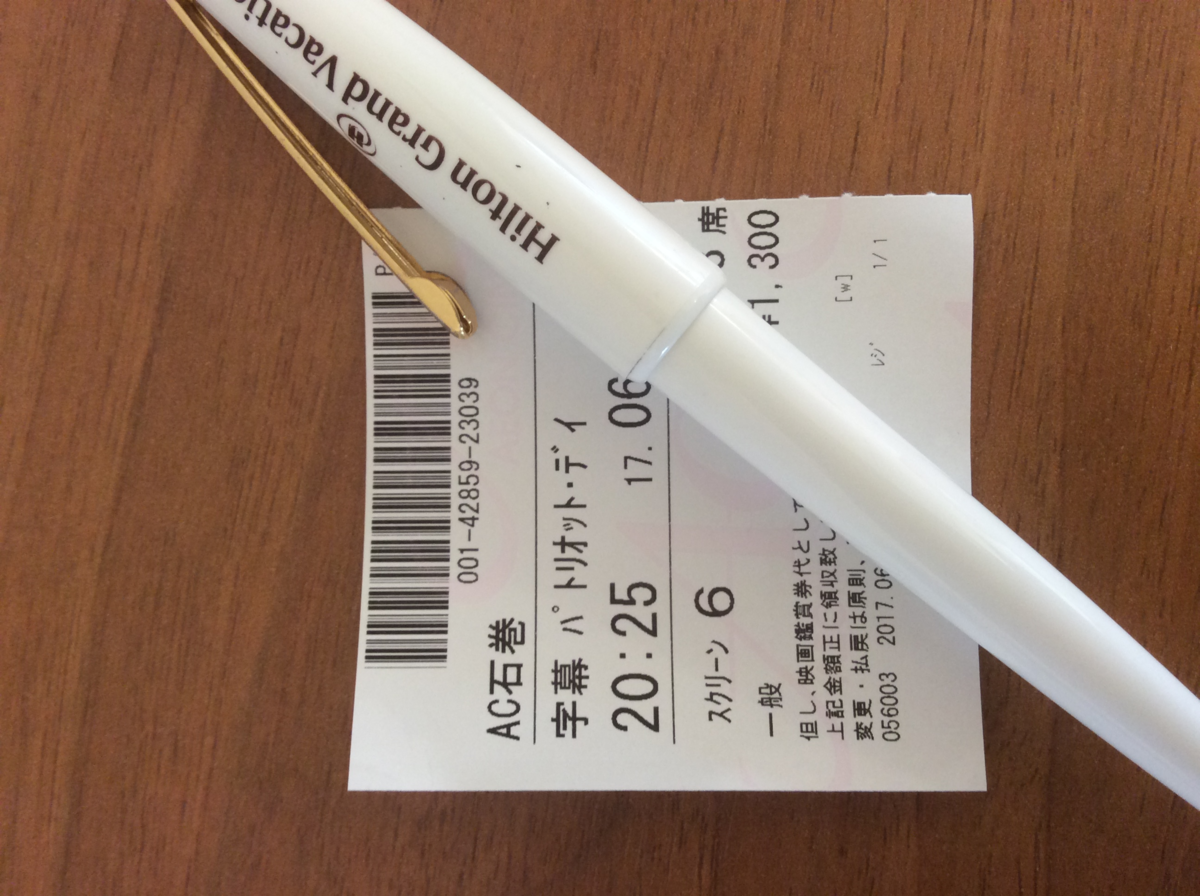 Hilton Grand
001-42859-23039
AC石巻
字幕 パトリオット・デイ
20:25 17.06
スクリーン 6 席
一般 ¥1,300
但し、映画鑑賞券代として
上記金額正に領収致し [w]
変更・払戻は原則、 レジ 1/1
056003 2017.06